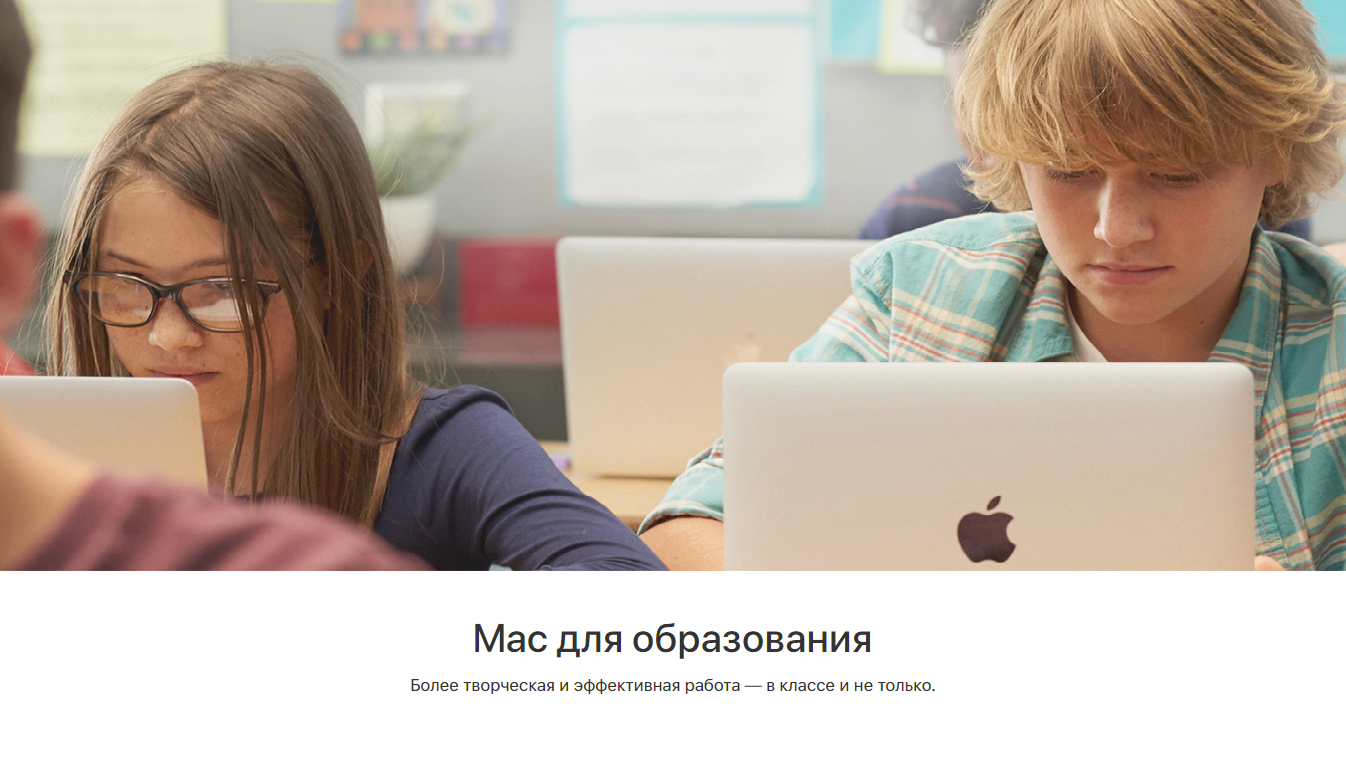 Mac для образования
Более творческая и эффективная работа — в классе и не только.